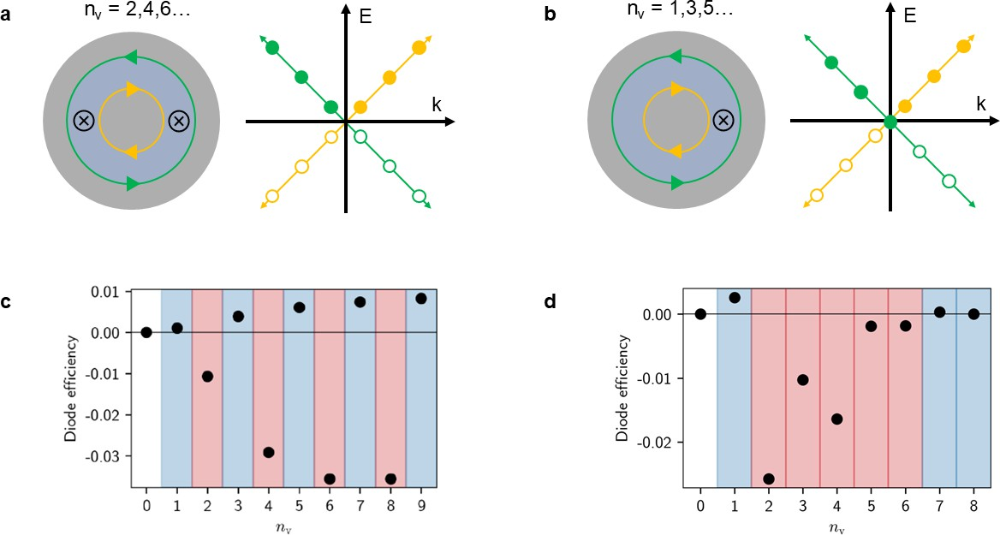 a
n_v = 2,4,6...
E
k
b
n_v = 1,3,5...
E
k
c
Diode efficiency
0.01
0.00
-0.01
-0.02
-0.03
0 1 2 3 4 5 6 7 8 9
n_v
d
Diode efficiency
0.00
-0.01
-0.02
0 1 2 3 4 5 6 7 8
n_v